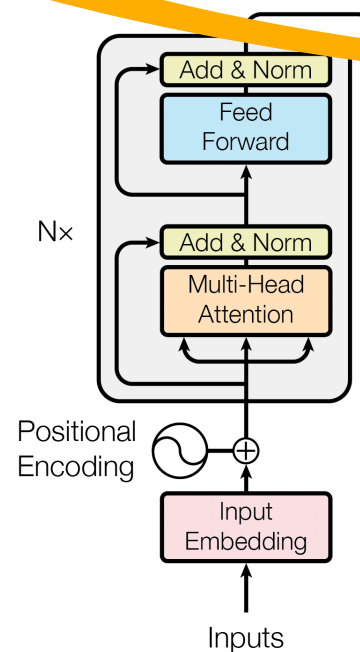 Add & Norm
Feed
Forward
N×
Add & Norm
Multi-Head
Attention
Positional
Encoding
Input
Embedding
Inputs